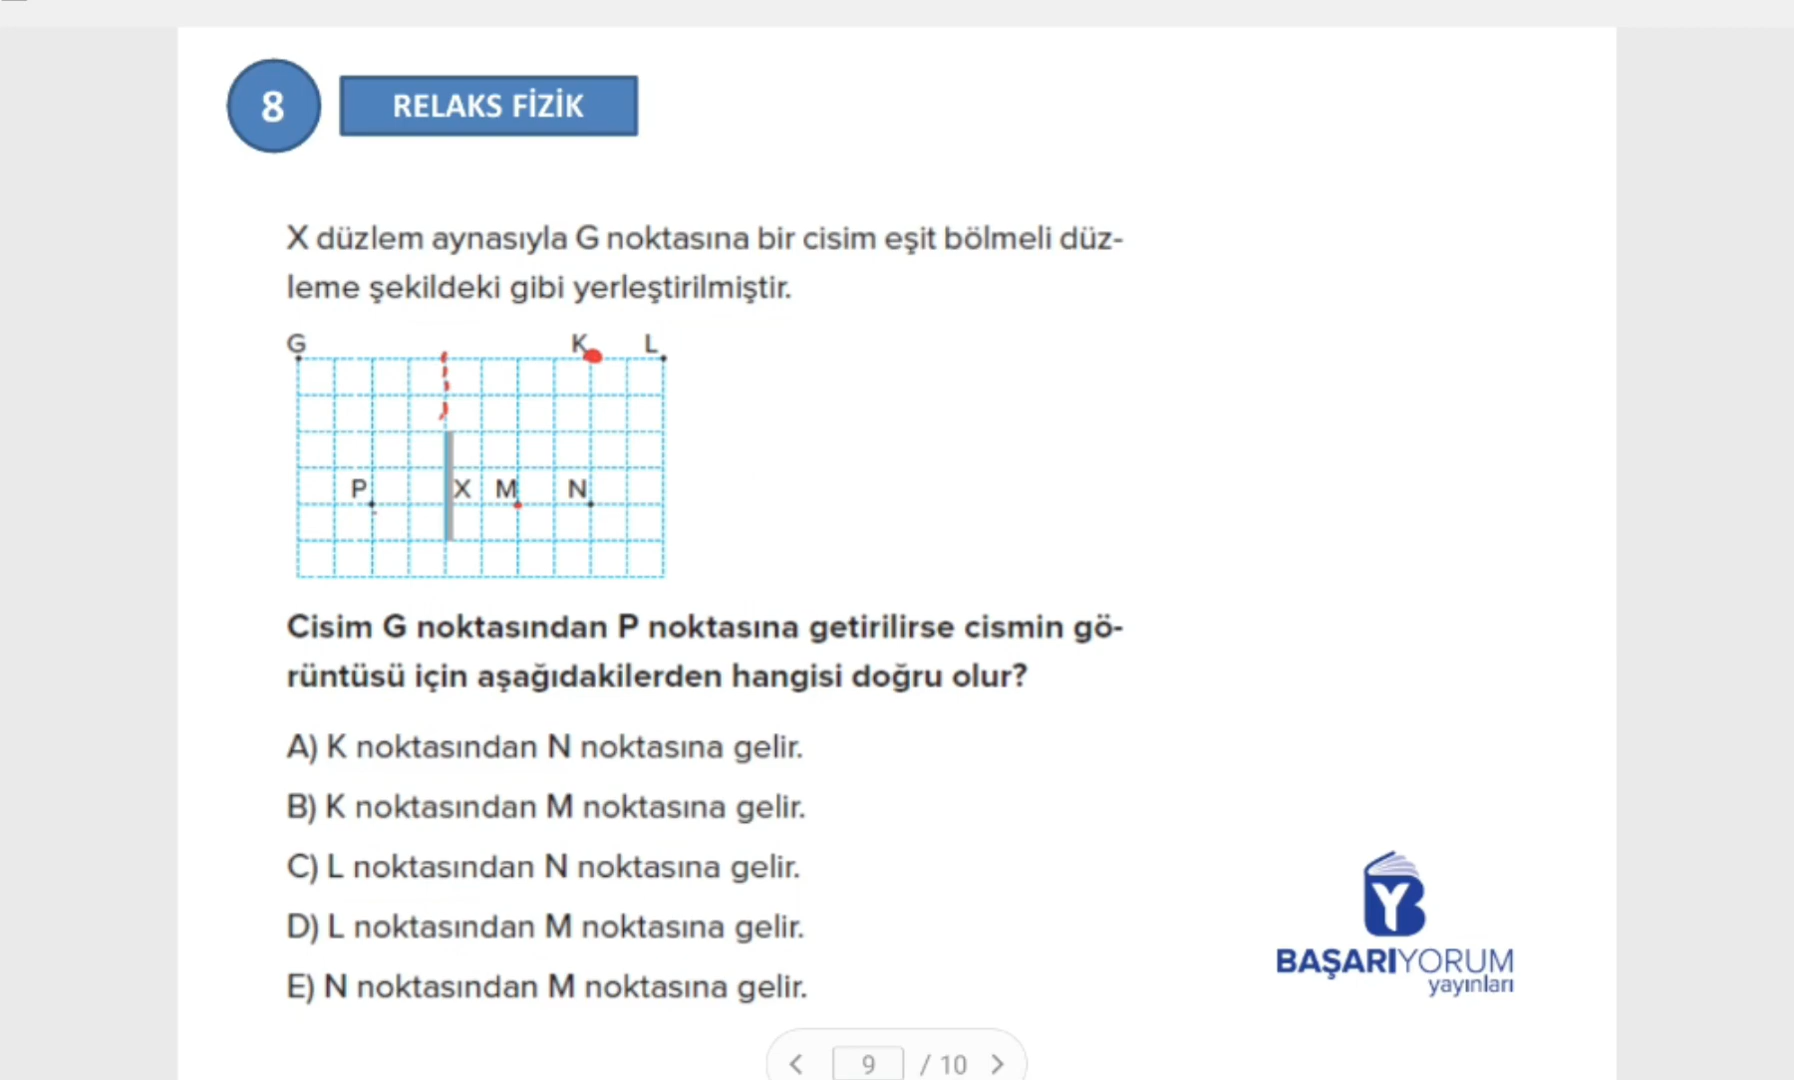 8 RELAKS FİZİK
X düzlem aynasıyla G noktasına bir cisim eşit bölmeli düz-
leme şekildeki gibi yerleştirilmiştir.
G K L
P X M N
Cisim G noktasından P noktasına getirilirse cismin gö-
rüntüsü için aşağıdakilerden hangisi doğru olur?
A) K noktasından N noktasına gelir.
B) K noktasından M noktasına gelir.
C) L noktasından N noktasına gelir.
D) L noktasından M noktasına gelir.
E) N noktasından M noktasına gelir.
BAŞARIYORUM
yayınları
9 / 10